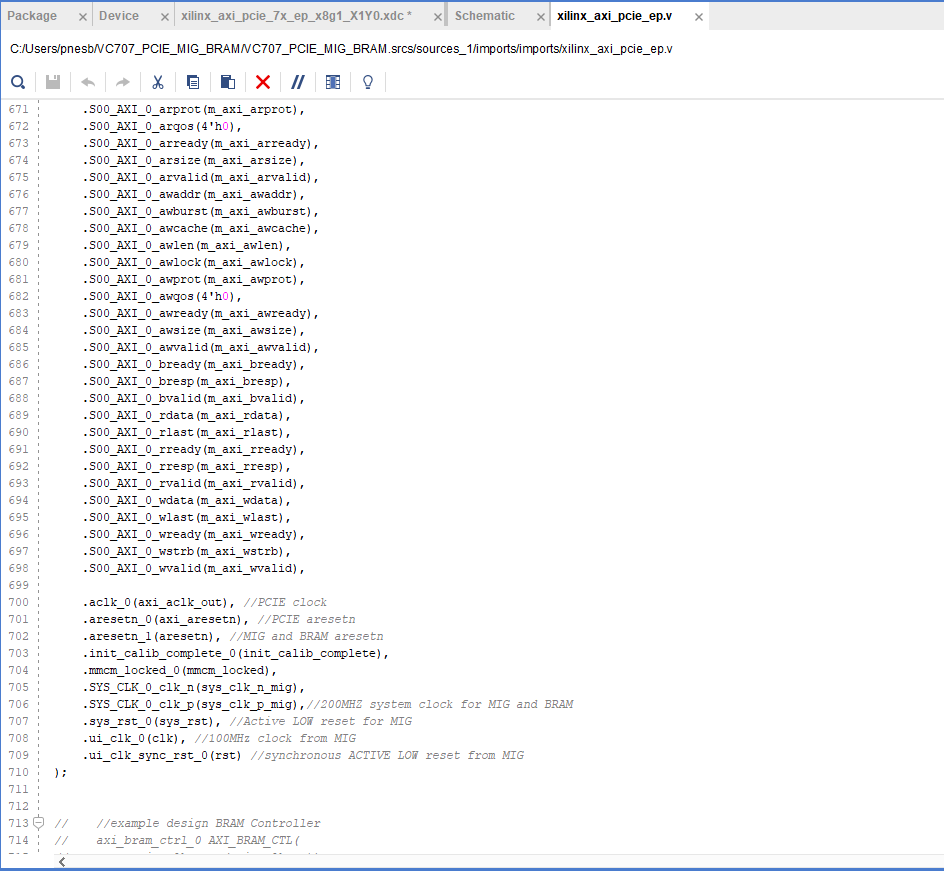 Package × Device × xilinx_axi_pcie_7x_ep_x8g1_X1Y0.xdc * × Schematic × xilinx_axi_pcie_ep.v ×
C:/Users/pnesb/VC707_PCIE_MIG_BRAM/VC707_PCIE_MIG_BRAM.srcs/sources_1/imports/imports/xilinx_axi_pcie_ep.v
671 .S00_AXI_0_arprot(m_axi_arprot),
672 .S00_AXI_0_arqos(4'h0),
673 .S00_AXI_0_arready(m_axi_arready),
674 .S00_AXI_0_arsize(m_axi_arsize),
675 .S00_AXI_0_arvalid(m_axi_arvalid),
676 .S00_AXI_0_awaddr(m_axi_awaddr),
677 .S00_AXI_0_awburst(m_axi_awburst),
678 .S00_AXI_0_awcache(m_axi_awcache),
679 .S00_AXI_0_awlen(m_axi_awlen),
680 .S00_AXI_0_awlock(m_axi_awlock),
681 .S00_AXI_0_awprot(m_axi_awprot),
682 .S00_AXI_0_awqos(4'h0),
683 .S00_AXI_0_awready(m_axi_awready),
684 .S00_AXI_0_awsize(m_axi_awsize),
685 .S00_AXI_0_awvalid(m_axi_awvalid),
686 .S00_AXI_0_bready(m_axi_bready),
687 .S00_AXI_0_bresp(m_axi_bresp),
688 .S00_AXI_0_bvalid(m_axi_bvalid),
689 .S00_AXI_0_rdata(m_axi_rdata),
690 .S00_AXI_0_rlast(m_axi_rlast),
691 .S00_AXI_0_rready(m_axi_rready),
692 .S00_AXI_0_rresp(m_axi_rresp),
693 .S00_AXI_0_rvalid(m_axi_rvalid),
694 .S00_AXI_0_wdata(m_axi_wdata),
695 .S00_AXI_0_wlast(m_axi_wlast),
696 .S00_AXI_0_wready(m_axi_wready),
697 .S00_AXI_0_wstrb(m_axi_wstrb),
698 .S00_AXI_0_wvalid(m_axi_wvalid),
699
700 .aclk_0(axi_aclk_out), //PCIE clock
701 .aresetn_0(axi_aresetn), //PCIE aresetn
702 .aresetn_1(aresetn), //MIG and BRAM aresetn
703 .init_calib_complete_0(init_calib_complete),
704 .mmcm_locked_0(mmcm_locked),
705 .SYS_CLK_0_clk_n(sys_clk_n_mig),
706 .SYS_CLK_0_clk_p(sys_clk_p_mig),//200MHZ system clock for MIG and BRAM
707 .sys_rst_0(sys_rst), //Active LOW reset for MIG
708 .ui_clk_0(clk), //100MHz clock from MIG
709 .ui_clk_sync_rst_0(rst) //synchronous ACTIVE LOW reset from MIG
710 );
711
712
713 // //example design BRAM Controller
714 // axi_bram_ctrl_0 AXI_BRAM_CTL(